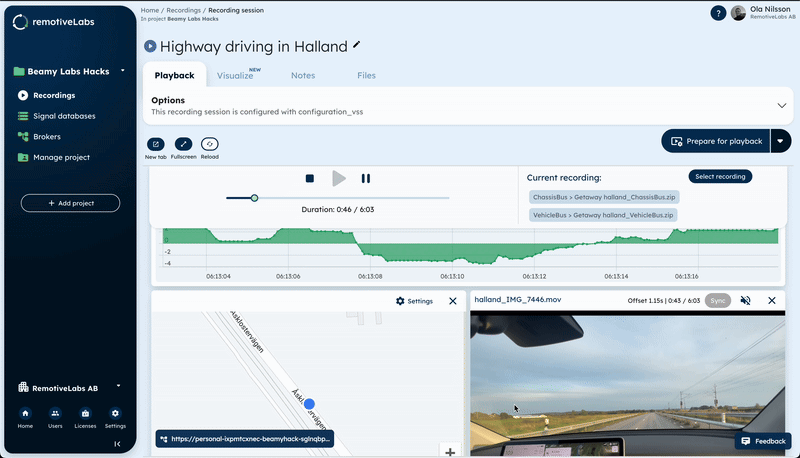 remotiveLabs
Beamy Labs Hacks
Recordings
Signal databases
Brokers
Manage project
+ Add project
RemotiveLabs AB
Home
Users
Licenses
Settings
Home / Recordings / Recording session
In project Beamy Labs Hacks
?
Ola Nilsson
RemotiveLabs AB
Highway driving in Halland
Playback
Visualize NEW
Notes
Files
Options
This recording session is configured with configuration_vss
New tab
Fullscreen
Reload
Prepare for playback
Duration: 0:46 / 6:03
Current recording:
Select recording
ChassisBus > Getaway halland_ChassisBus.zip
VehicleBus > Getaway halland_VehicleBus.zip
0
-2
-4
06:13:04
06:13:06
06:13:08
06:13:10
06:13:12
06:13:14
06:13:16
Settings
Åsklostervägen
https://personal-ixpmtcxnec-beamyhack-sglnqbp...
+
halland_IMG_7446.mov
Offset 1.15s | 0:43 / 6:03
Sync
Feedback